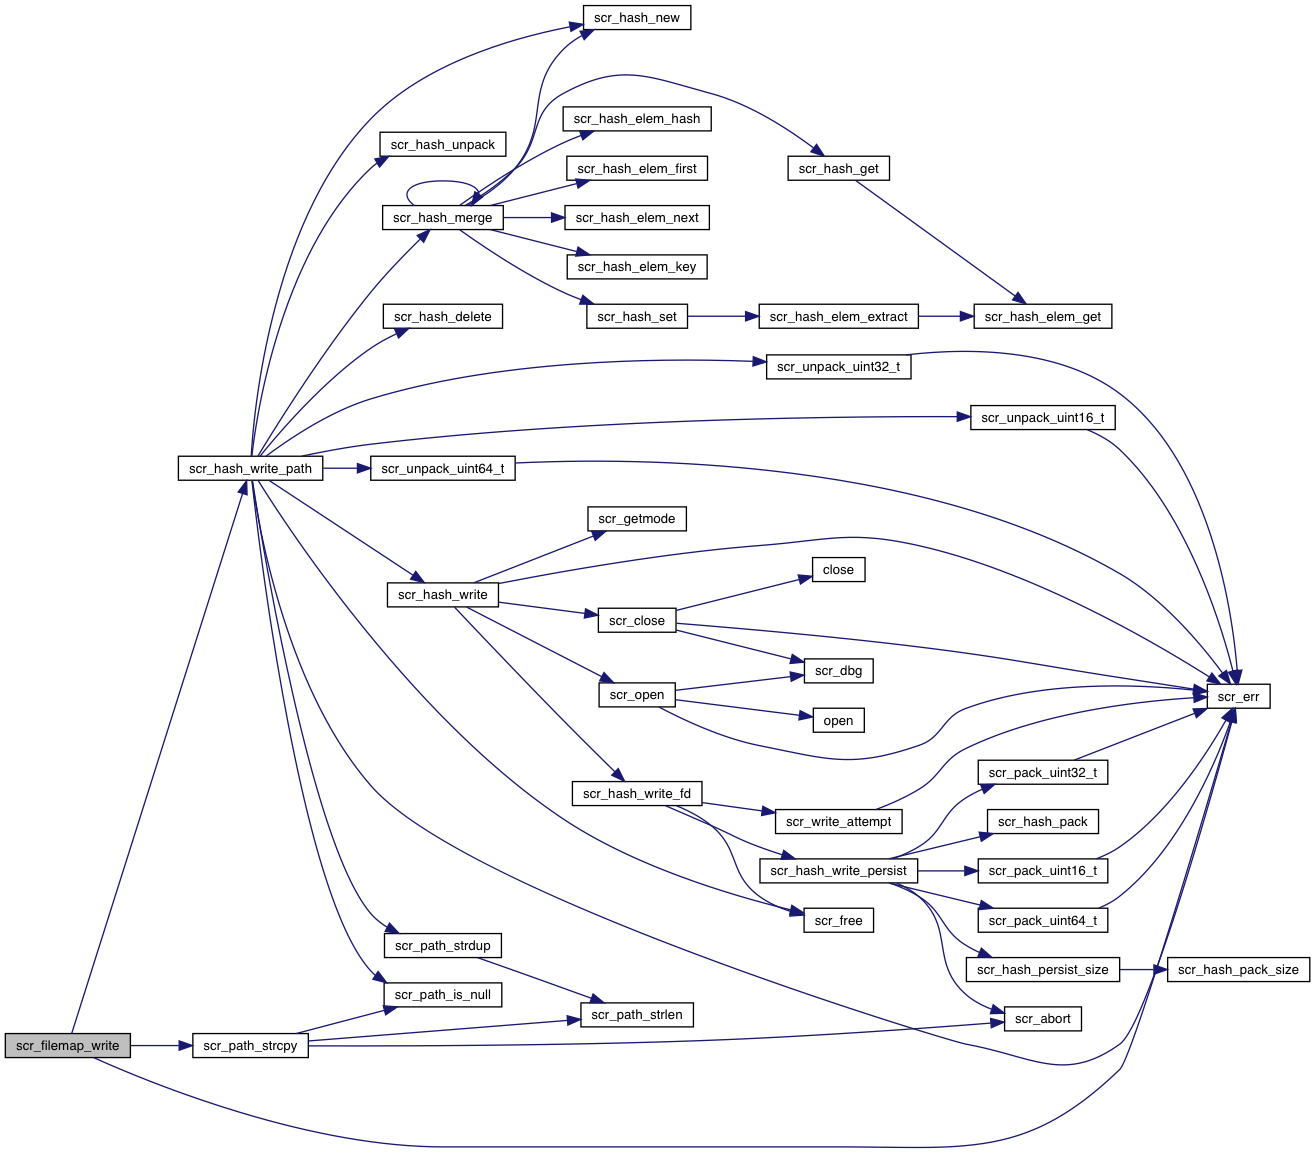 scr_hash_new
scr_hash_elem_hash
scr_hash_unpack
scr_hash_elem_first
scr_hash_get
scr_hash_merge
scr_hash_elem_next
scr_hash_elem_key
scr_hash_delete
scr_hash_set
scr_hash_elem_extract
scr_hash_elem_get
scr_unpack_uint32_t
scr_unpack_uint16_t
scr_hash_write_path
scr_unpack_uint64_t
scr_getmode
close
scr_hash_write
scr_close
scr_dbg
scr_open
scr_err
open
scr_pack_uint32_t
scr_hash_write_fd
scr_write_attempt
scr_hash_pack
scr_hash_write_persist
scr_pack_uint16_t
scr_free
scr_pack_uint64_t
scr_path_strdup
scr_hash_persist_size
scr_hash_pack_size
scr_path_is_null
scr_path_strlen
scr_abort
scr_filemap_write
scr_path_strcpy